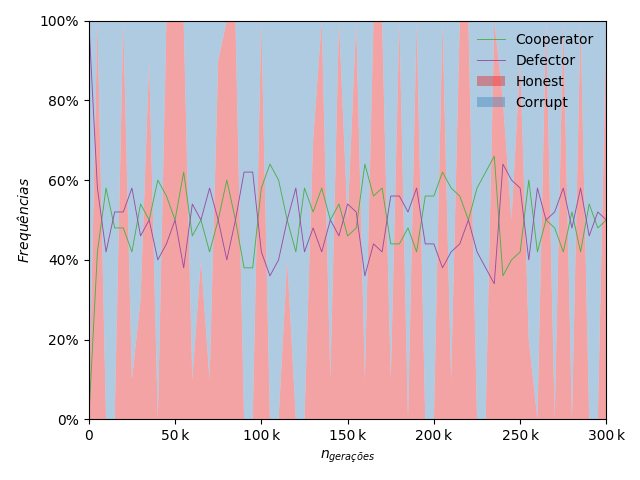 100%
80%
60%
40%
20%
0%
Frequências
Cooperator
Defector
Honest
Corrupt
0 50 k 100 k 150 k 200 k 250 k 300 k
n_gerações